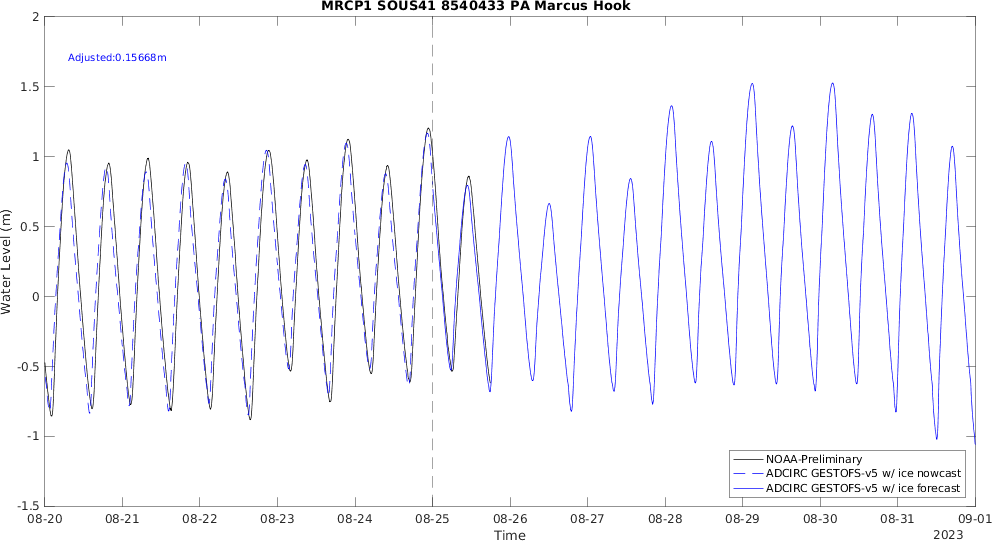 MRCP1 SOUS41 8540433 PA Marcus Hook
Adjusted:0.15668m
Water Level (m)
2
1.5
1
0.5
0
-0.5
-1
-1.5
08-20 08-21 08-22 08-23 08-24 08-25 08-26 08-27 08-28 08-29 08-30 08-31 09-01
Time
2023
NOAA-Preliminary
ADCIRC GESTOFS-v5 w/ ice nowcast
ADCIRC GESTOFS-v5 w/ ice forecast